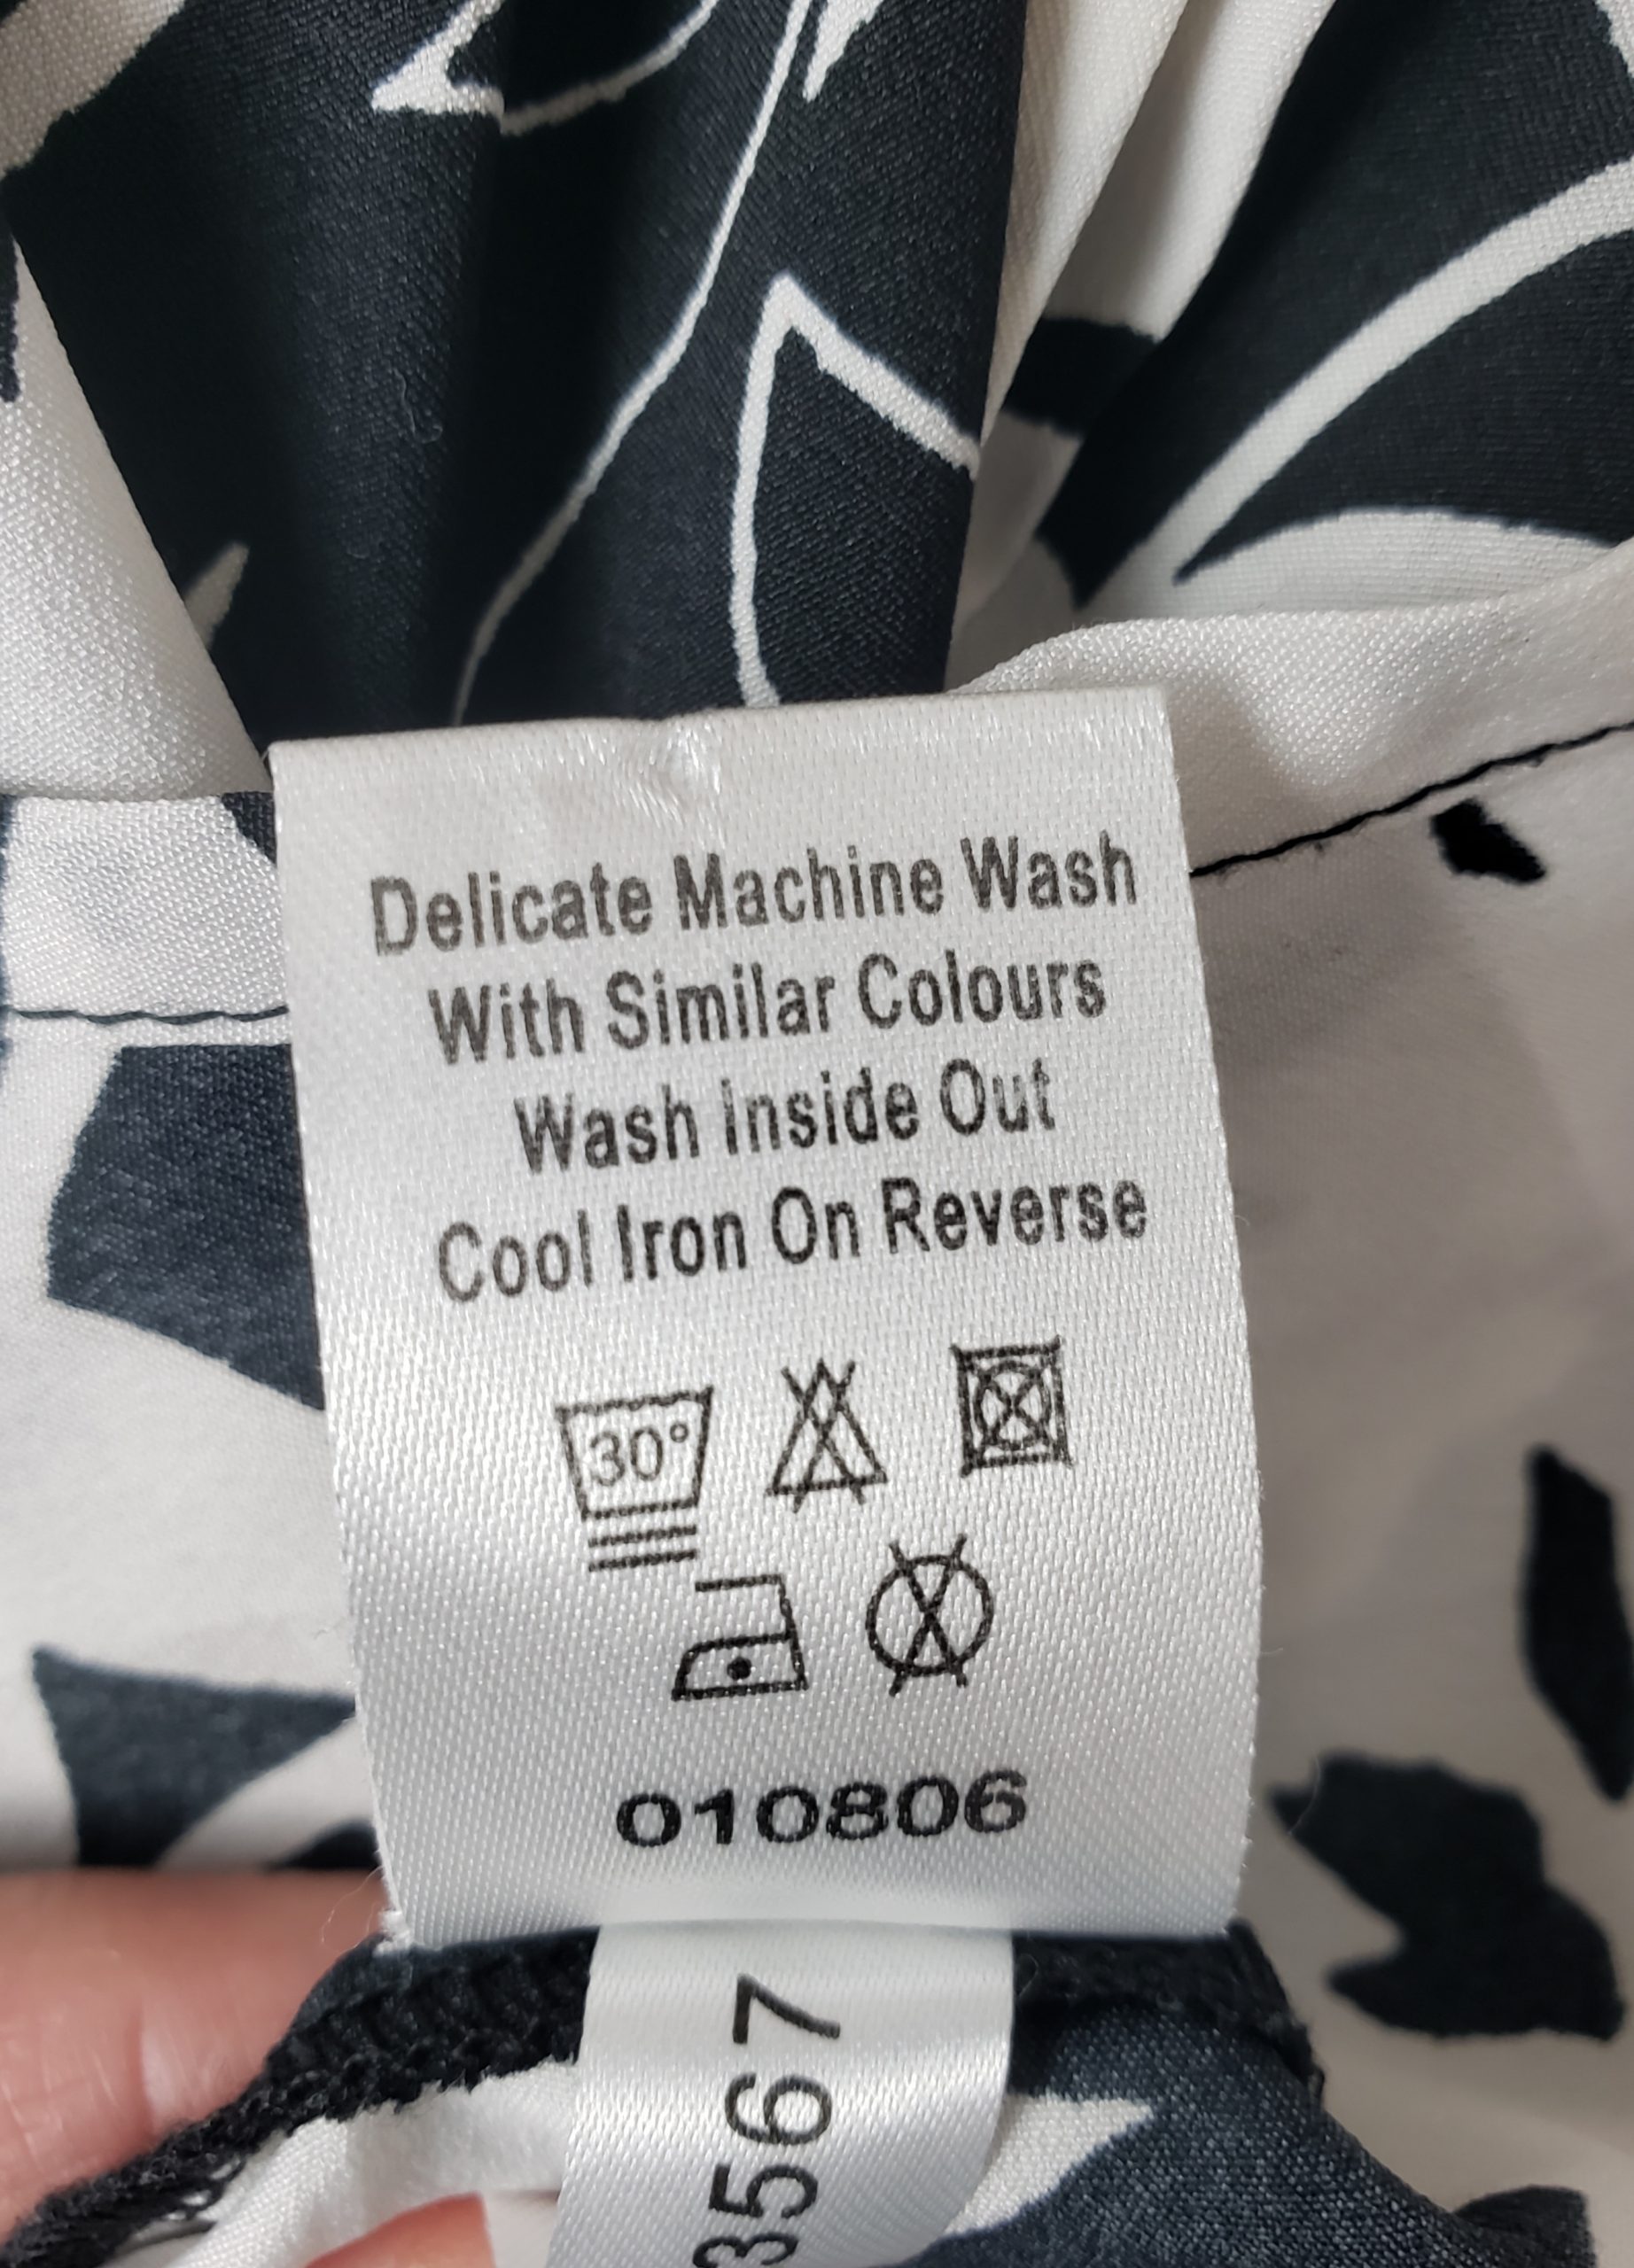 Delicate Machine Wash
With Similar Colours
Wash Inside Out
Cool Iron On Reverse
30°
010806
3567